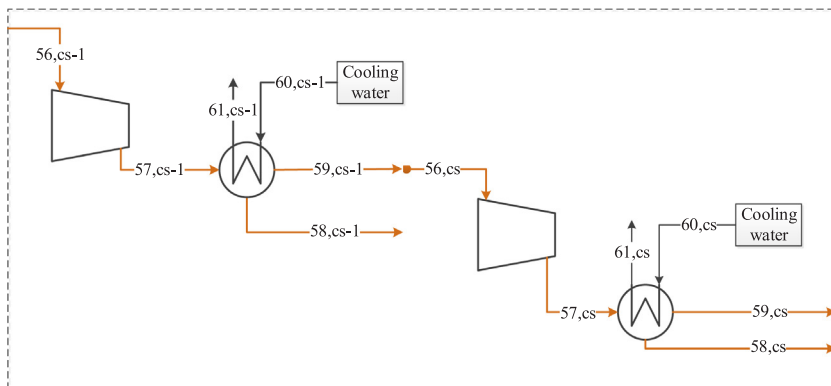 56,cs-1
60,cs-1
Cooling
water
61,cs-1
57,cs-1
59,cs-1
56,cs
58,cs-1
60,cs
Cooling
water
61,cs
57,cs
59,cs
58,cs